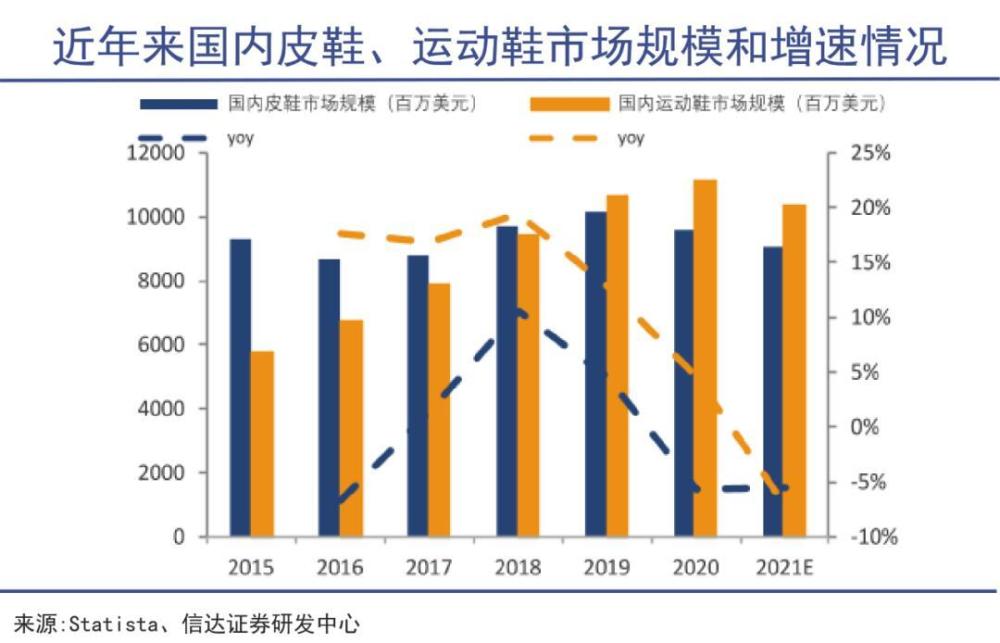 近年来国内皮鞋、运动鞋市场规模和增速情况
国内皮鞋市场规模（百万美元） 国内运动鞋市场规模（百万美元）
yoy yoy
12000 25%
10000 20%
8000 15%
6000 10%
4000 5%
2000 0%
0 -5%
-10%
2015 2016 2017 2018 2019 2020 2021E
来源:Statista、信达证券研发中心